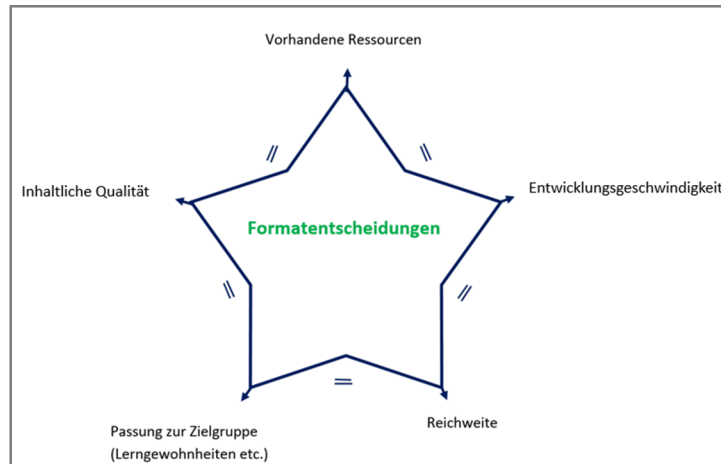 Vorhandene Ressourcen
Inhaltliche Qualität
Entwicklungsgeschwindigkeit
Formatentscheidungen
Passung zur Zielgruppe
(Lerngewohnheiten etc.)
Reichweite